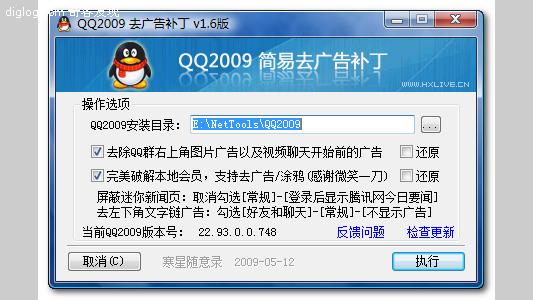 QQ2009 去广告补丁 v1.6版
QQ2009 简易去广告补丁
WWW.HXLIVE.CN
操作选项
QQ2009安装目录: E:\NetTools\QQ2009 ...
去除QQ群右上角图片广告以及视频聊天开始前的广告 还原
完美破解本地会员,支持去广告/涂鸦(感谢微笑一刀) 还原
屏蔽迷你新闻页: 取消勾选[常规]-[登录后显示腾讯网今日要闻]
去左下角文字链广告: 勾选[好友和聊天]-[常规]-[不显示广告]
当前QQ2009版本号: 22.93.0.0.748 反馈问题 检查更新
取消(C) 寒星随意录 2009-05-12 执行